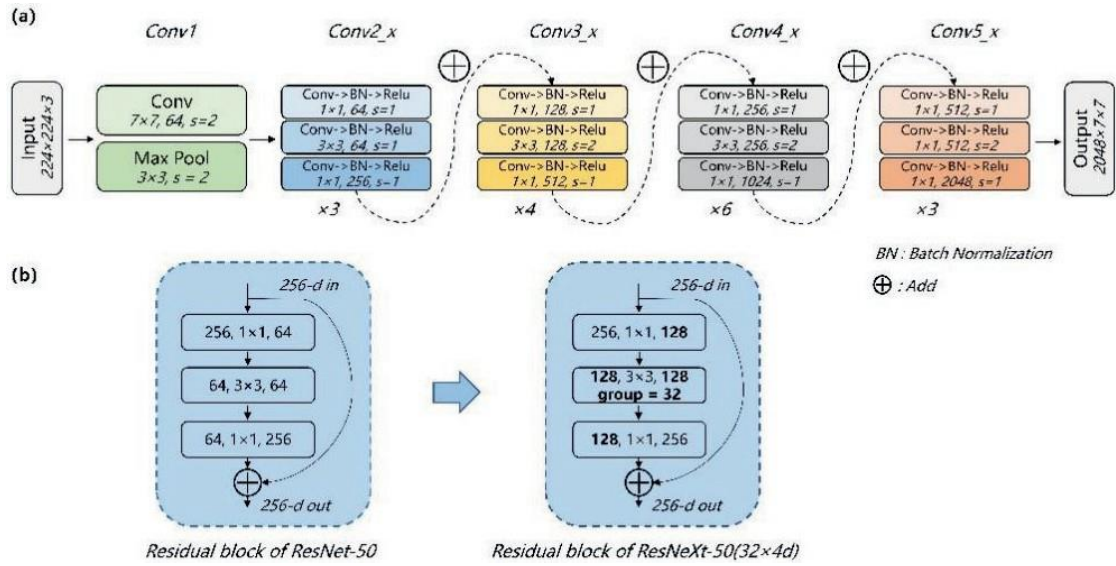 (a)
Conv1
Conv2_x
Conv3_x
Conv4_x
Conv5_x
Input
224×224×3
Conv
7×7, 64, s=2
Max Pool
3×3, s = 2
Conv->BN->Relu
1×1, 64, s=1
Conv->BN->Relu
3×3, 64, s=1
Conv->BN->Relu
1×1, 256, s=1
×3
Conv->BN->Relu
1×1, 128, s=1
Conv->BN->Relu
3×3, 128, s=2
Conv->BN->Relu
1×1, 512, s=1
×4
Conv->BN->Relu
1×1, 256, s=1
Conv->BN->Relu
3×3, 256, s=2
Conv->BN->Relu
1×1, 1024, s=1
×6
Conv->BN->Relu
1×1, 512, s=1
Conv->BN->Relu
1×1, 512, s=2
Conv->BN->Relu
1×1, 2048, s=1
×3
Output
2048×7×7
BN : Batch Normalization
: Add
(b)
256-d in
256, 1×1, 64
64, 3×3, 64
64, 1×1, 256
256-d out
Residual block of ResNet-50
256-d in
256, 1×1, 128
128, 3×3, 128
group = 32
128, 1×1, 256
256-d out
Residual block of ResNeXt-50(32×4d)